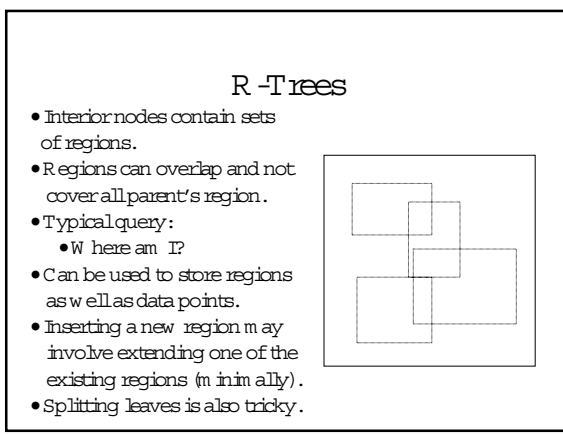 R-Trees
• Interior nodes contain sets
of regions.
• Regions can overlap and not
cover all parent's region.
• Typical query:
• Where am I?
• Can be used to store regions
as well as data points.
• Inserting a new region may
involve extending one of the
existing regions (minimally).
• Splitting leaves is also tricky.